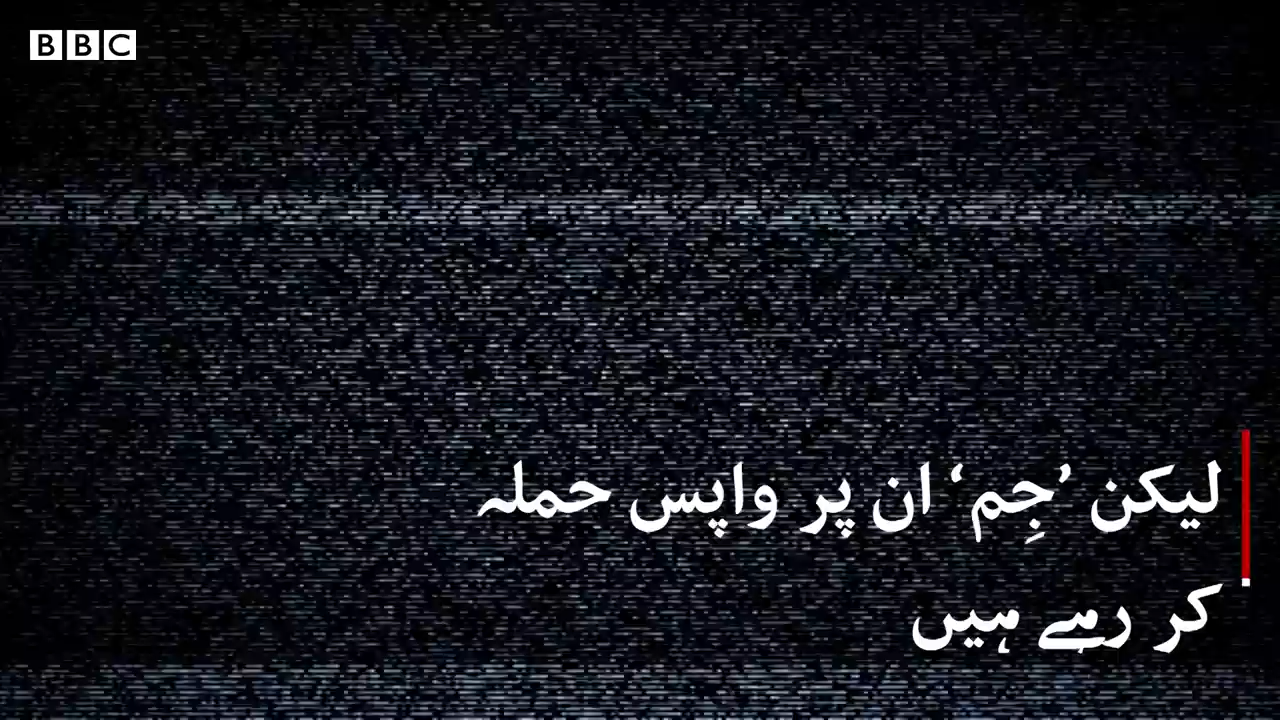 BBC
لیکن ’جِم‘ ان پر واپس حملہ
کر رہے ہیں